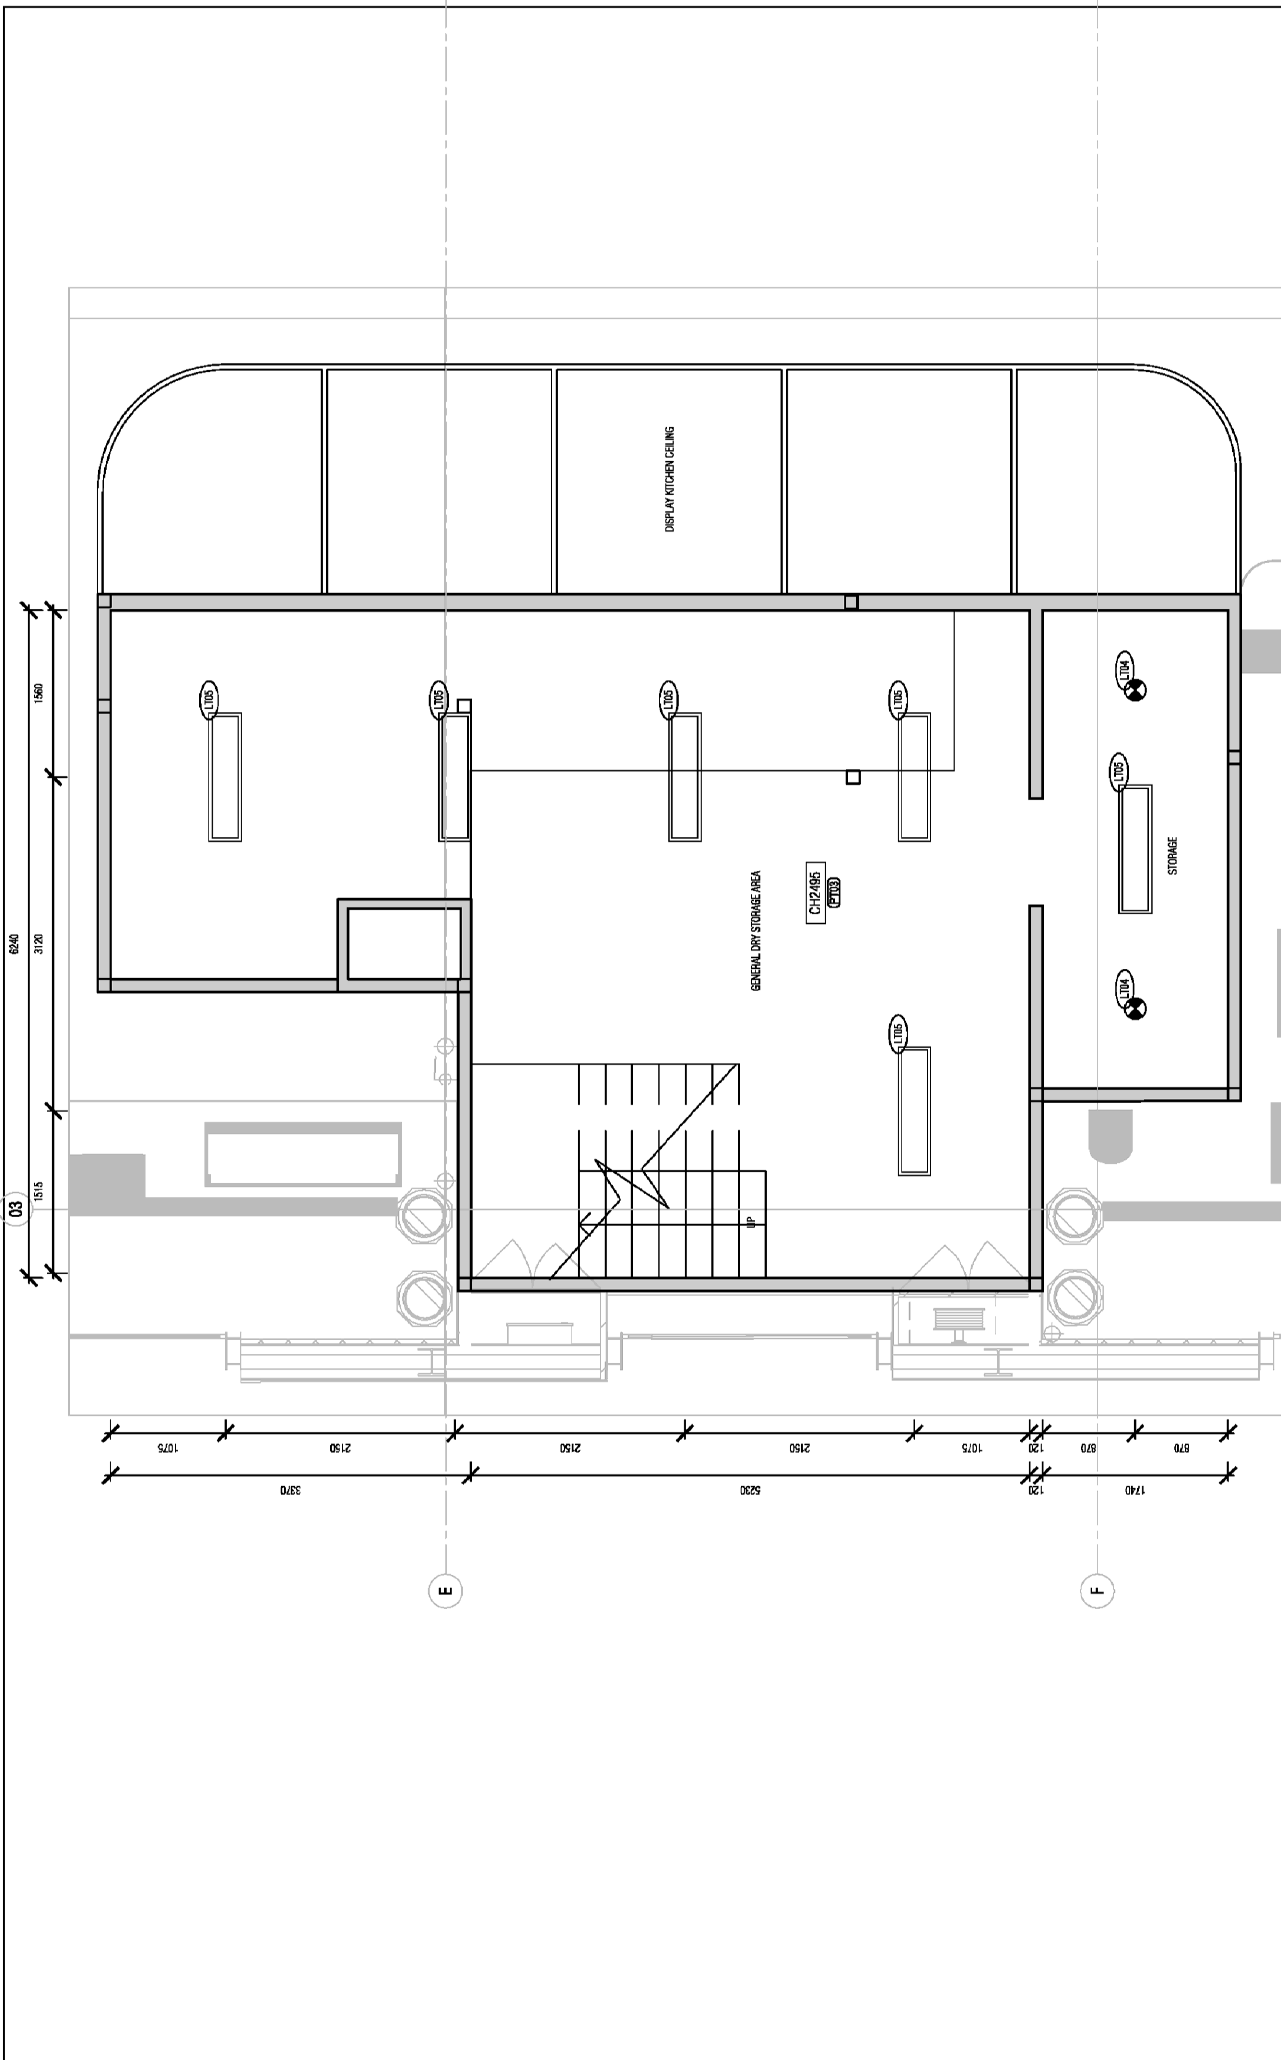 6240
1560
3120
1515
03
DISPLAY KITCHEN CEILING
LT05
LT05
LT05
LT05
LT04
LT05
STORAGE
CH2495
PT03
GENERAL DRY STORAGE AREA
LT04
LT05
UP
1075
2150
2150
2150
1075
120
870
870
3370
5230
120
1740
E
F